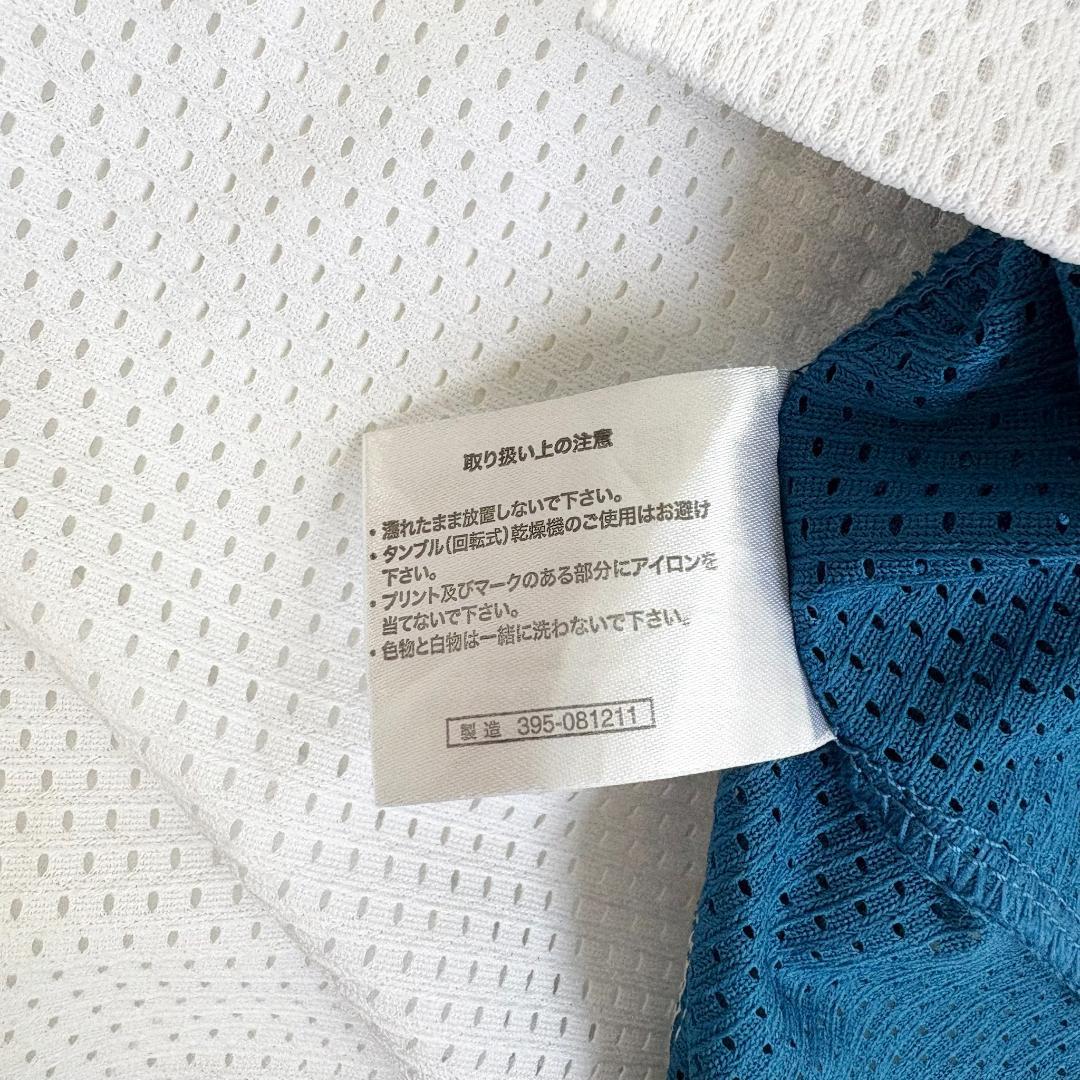 取り扱い上の注意
・濡れたまま放置しないで下さい。
・タンブル(回転式)乾燥機のご使用はお避け
下さい。
・プリント及びマークのある部分にアイロンを
当てないで下さい。
・色物と白物は一緒に洗わないで下さい。
製造 395-081211